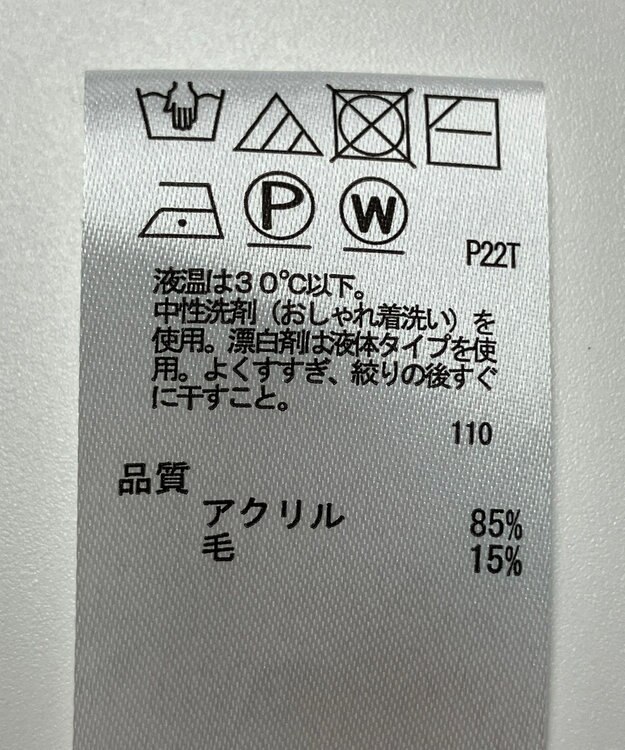 P W
P22T
液温は30℃以下。
中性洗剤(おしゃれ着洗い)を
使用。漂白剤は液体タイプを使
用。よくすすぎ、絞りの後すぐ
に干すこと。
110
品質
アクリル 85%
毛 15%